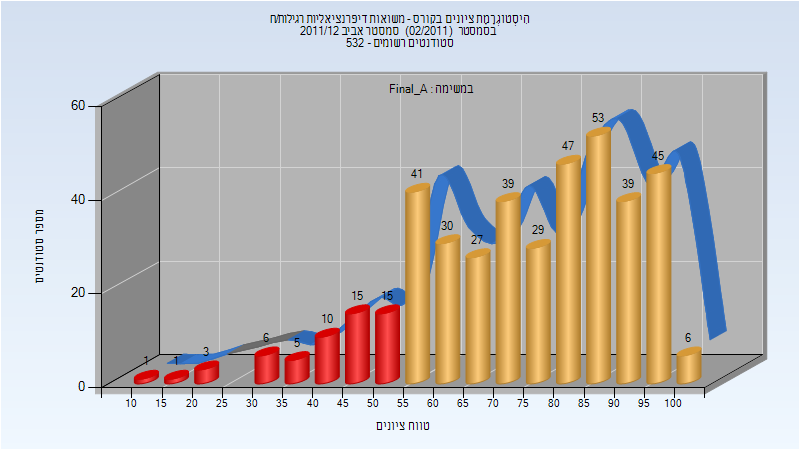 היסטוגרמת ציונים בקורס - משוואות דיפרנציאליות רגילות/ח
בסמסטר (02/2011) סמסטר אביב 2011/12
סטודנטים רשומים - 532
במשימה : Final_A
מספר סטודנטים
60
40
20
0
1 1 3 6 5 10 15 15 41 30 27 39 29 47 53 39 45 6
10 15 20 25 30 35 40 45 50 55 60 65 70 75 80 85 90 95 100
טווח ציונים